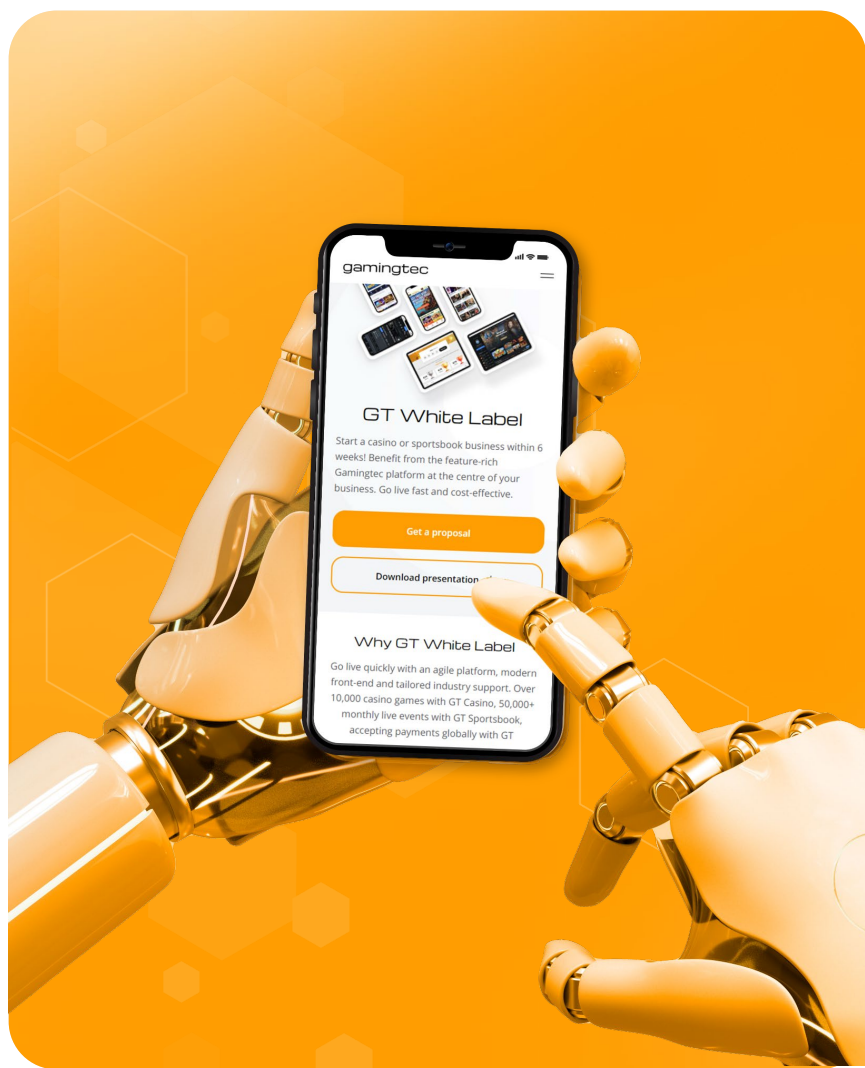 gamingtec
GT White Label
Start a casino or sportsbook business within 6
weeks! Benefit from the feature-rich
Gamingtec platform at the centre of your
business. Go live fast and cost-effective.
Get a proposal
Download presentation
Why GT White Label
Go live quickly with an agile platform, modern
front-end and tailored industry support. Over
10,000 casino games with GT Casino, 50,000+
monthly live events with GT Sportsbook,
accepting payments globally with GT